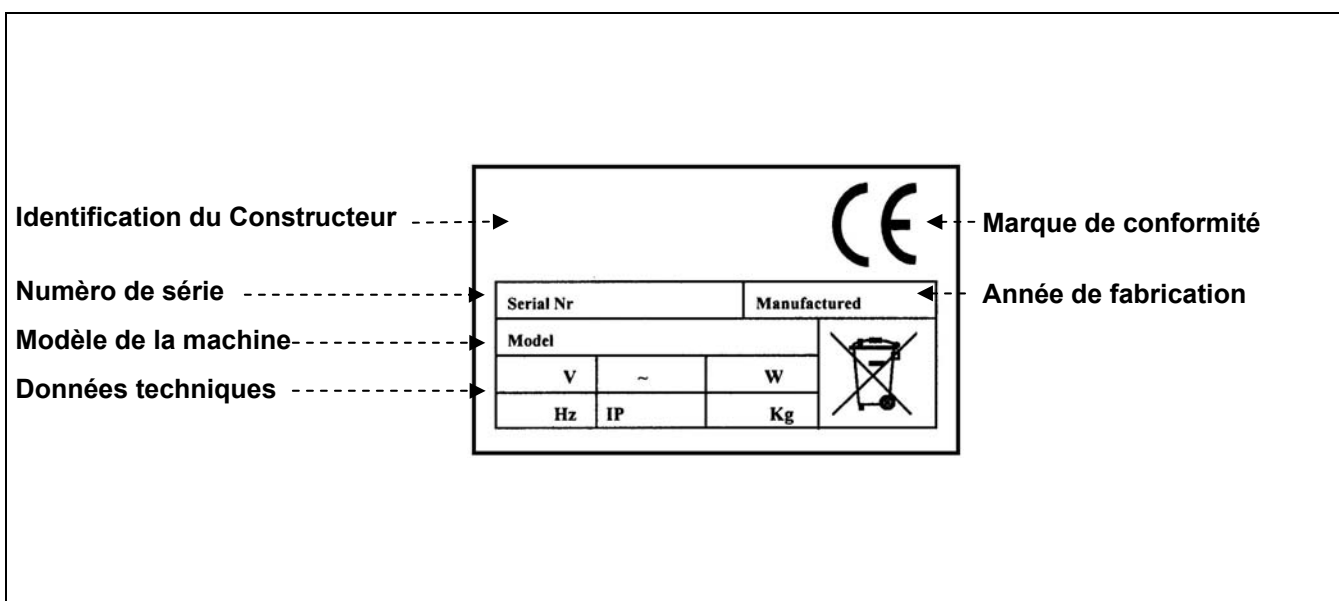 Identification du Constructeur
CE
Marque de conformité
Numèro de série
Serial Nr
Manufactured
Année de fabrication
Modèle de la machine
Model
Données techniques
V ~ W
Hz IP Kg